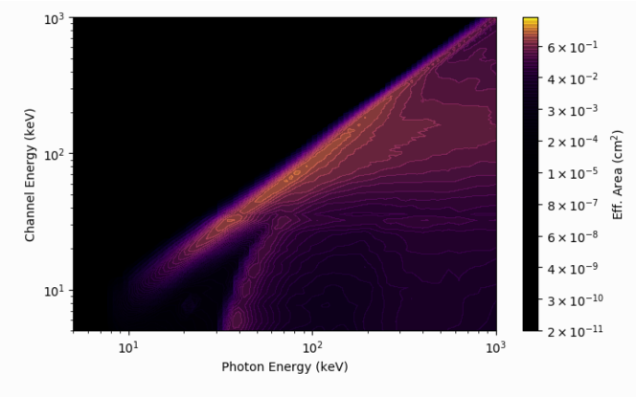 10³
10²
10¹
Channel Energy (keV)
10¹
10²
10³
Photon Energy (keV)
6 × 10⁻¹
4 × 10⁻²
3 × 10⁻³
2 × 10⁻⁴
1 × 10⁻⁵
8 × 10⁻⁷
6 × 10⁻⁸
4 × 10⁻⁹
3 × 10⁻¹⁰
2 × 10⁻¹¹
Eff. Area (cm²)